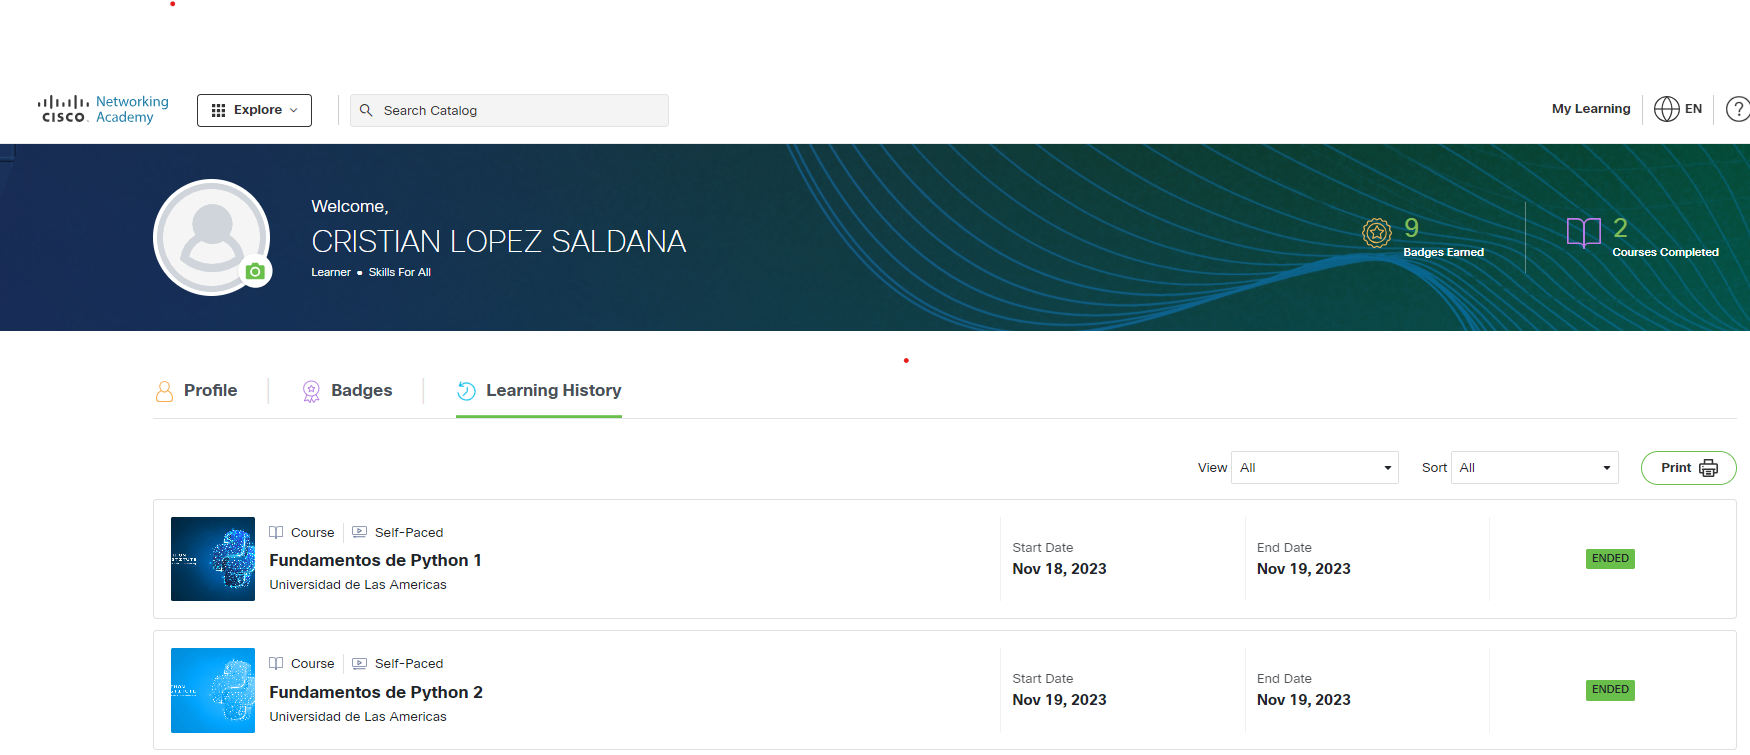 Networking
CISCO Academy
Explore
Search Catalog
My Learning
EN
?
Welcome,
CRISTIAN LOPEZ SALDANA
Learner • Skills For All
9
Badges Earned
2
Courses Completed
Profile
Badges
Learning History
View All
Sort All
Print
Course Self-Paced
Fundamentos de Python 1
Universidad de Las Americas
Start Date
Nov 18, 2023
End Date
Nov 19, 2023
ENDED
Course Self-Paced
Fundamentos de Python 2
Universidad de Las Americas
Start Date
Nov 19, 2023
End Date
Nov 19, 2023
ENDED